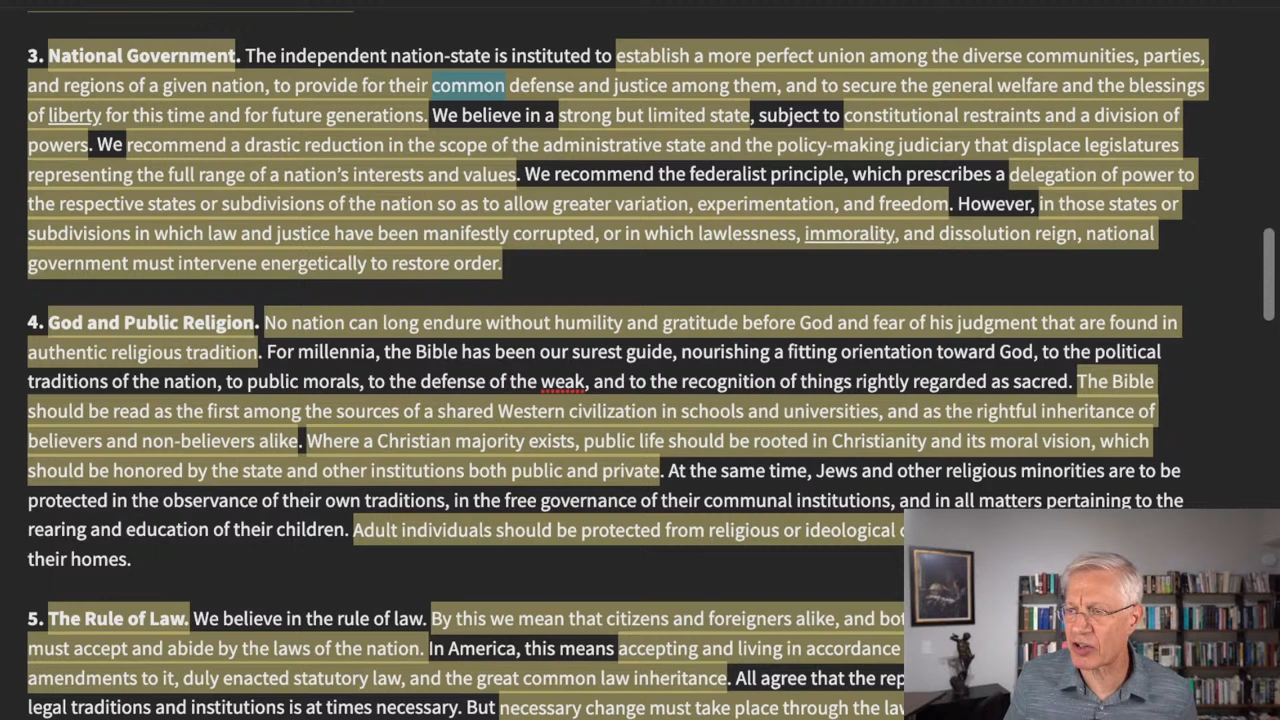 3. National Government. The independent nation-state is instituted to establish a more perfect union among the diverse communities, parties,
and regions of a given nation, to provide for their common defense and justice among them, and to secure the general welfare and the blessings
of liberty for this time and for future generations. We believe in a strong but limited state, subject to constitutional restraints and a division of
powers. We recommend a drastic reduction in the scope of the administrative state and the policy-making judiciary that displace legislatures
representing the full range of a nation’s interests and values. We recommend the federalist principle, which prescribes a delegation of power to
the respective states or subdivisions of the nation so as to allow greater variation, experimentation, and freedom. However, in those states or
subdivisions in which law and justice have been manifestly corrupted, or in which lawlessness, immorality, and dissolution reign, national
government must intervene energetically to restore order.
4. God and Public Religion. No nation can long endure without humility and gratitude before God and fear of his judgment that are found in
authentic religious tradition. For millennia, the Bible has been our surest guide, nourishing a fitting orientation toward God, to the political
traditions of the nation, to public morals, to the defense of the weak, and to the recognition of things rightly regarded as sacred. The Bible
should be read as the first among the sources of a shared Western civilization in schools and universities, and as the rightful inheritance of
believers and non-believers alike. Where a Christian majority exists, public life should be rooted in Christianity and its moral vision, which
should be honored by the state and other institutions both public and private. At the same time, Jews and other religious minorities are to be
protected in the observance of their own traditions, in the free governance of their communal institutions, and in all matters pertaining to the
rearing and education of their children. Adult individuals should be protected from religious or ideological
their homes.
5. The Rule of Law. We believe in the rule of law. By this we mean that citizens and foreigners alike, and
must accept and abide by the laws of the nation. In America, this means accepting and living in accordance
amendments to it, duly enacted statutory law, and the great common law inheritance. All agree that the
legal traditions and institutions is at times necessary. But necessary change must take place through the